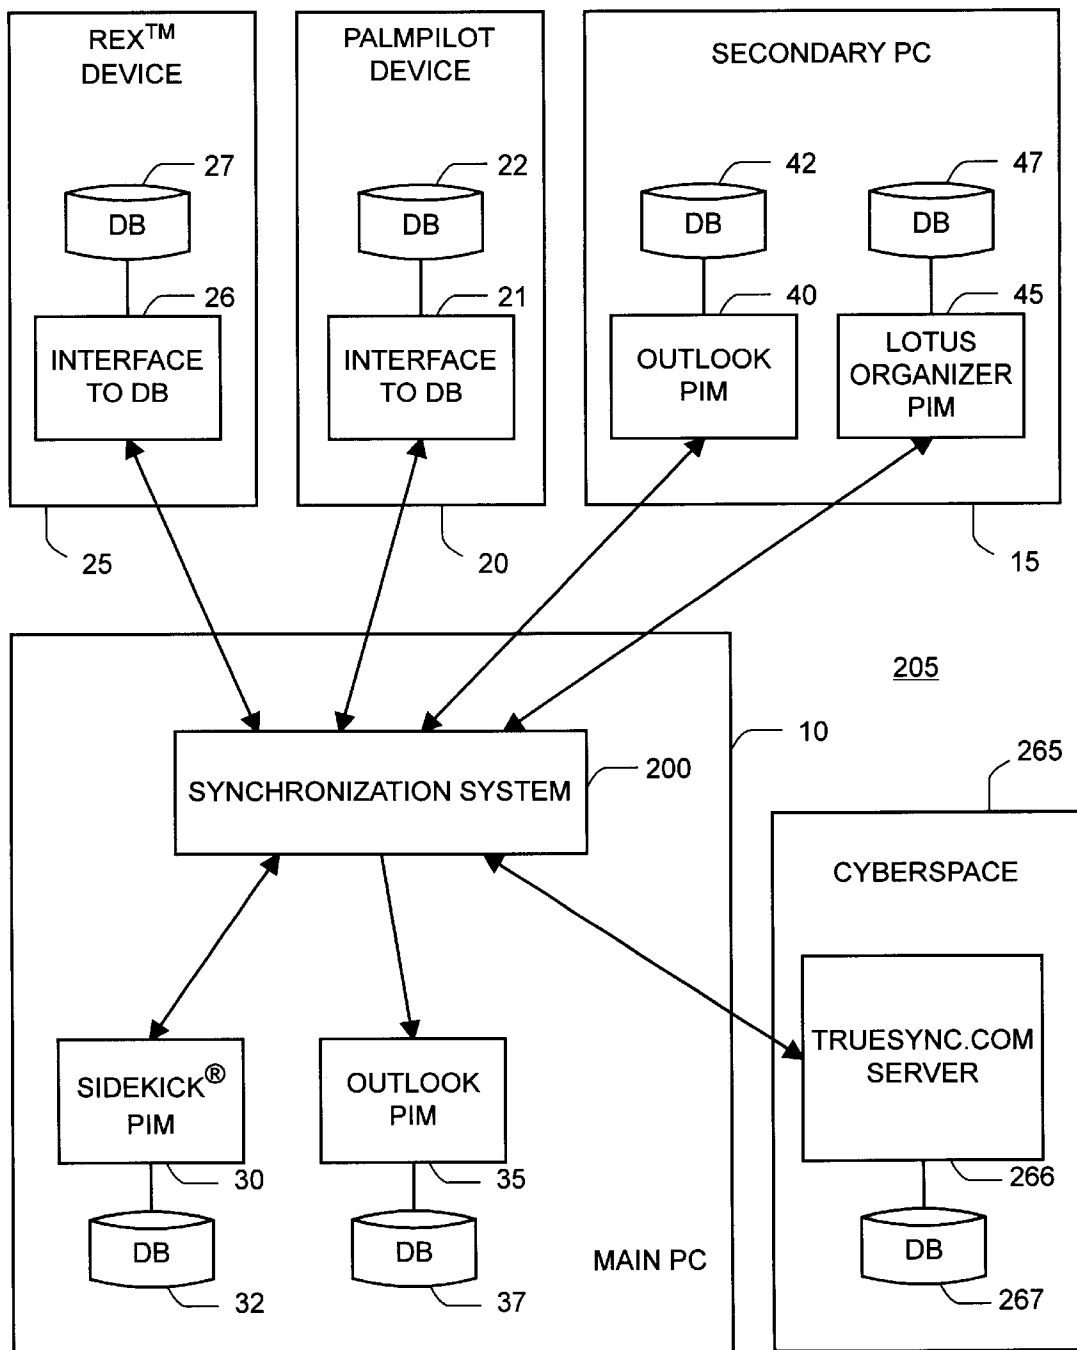 REX™
DEVICE
PALMPILOT
DEVICE
SECONDARY PC
27
DB
22
DB
42
DB
47
DB
26
INTERFACE
TO DB
21
INTERFACE
TO DB
40
OUTLOOK
PIM
45
LOTUS
ORGANIZER
PIM
25
20
15
205
10
265
SYNCHRONIZATION SYSTEM
200
CYBERSPACE
TRUESYNC.COM
SERVER
266
DB
267
SIDEKICK®
PIM
30
DB
32
OUTLOOK
PIM
35
DB
37
MAIN PC